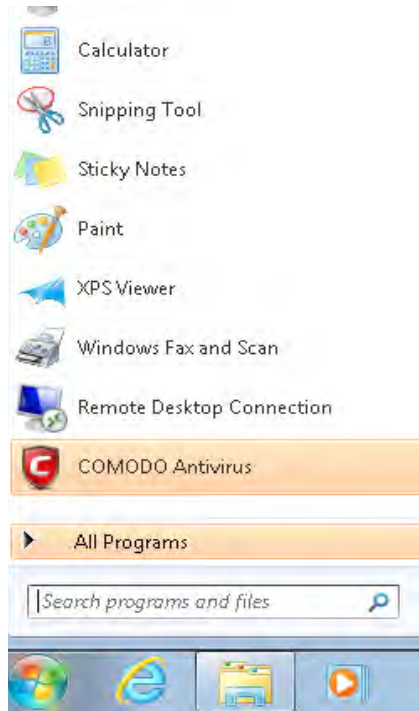 Calculator
Snipping Tool
Sticky Notes
Paint
XPS Viewer
Windows Fax and Scan
Remote Desktop Connection
COMODO Antivirus
All Programs
Search programs and files